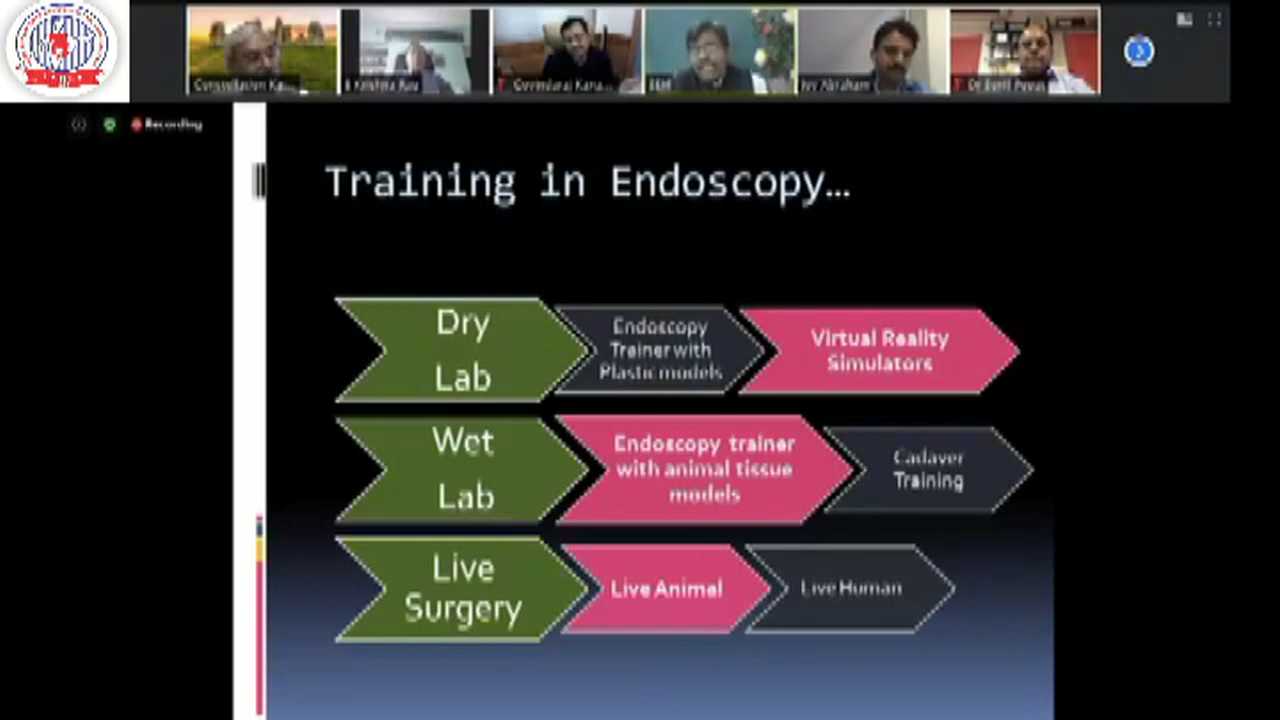 Recording
Training in Endoscopy...
Dry
Lab
Endoscopy
Trainer with
Plastic models
Virtual Reality
Simulators
Wet
Lab
Endoscopy trainer
with animal tissue
models
Cadaver
Training
Live
Surgery
Live Animal
Live Human